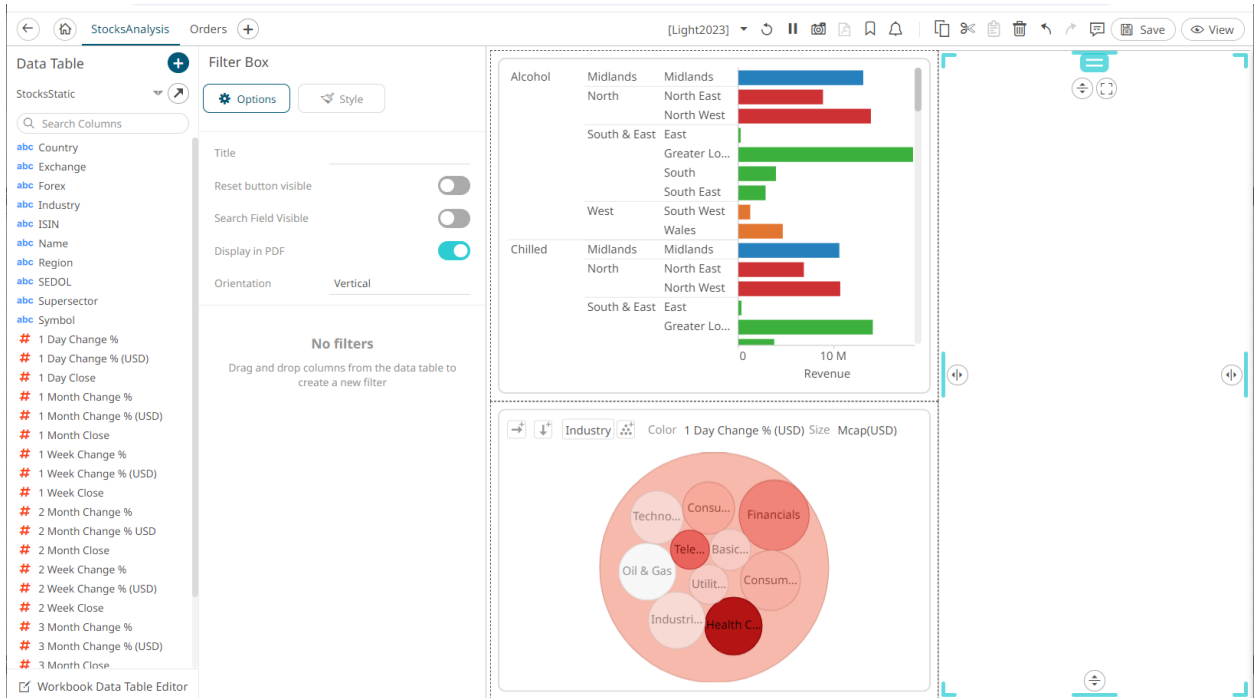 StocksAnalysis Orders
[Light2023] Save View
Data Table
StocksStatic
Search Columns
abc Country
abc Exchange
abc Forex
abc Industry
abc ISIN
abc Name
abc Region
abc SEDOL
abc Supersector
abc Symbol
# 1 Day Change %
# 1 Day Change % (USD)
# 1 Day Close
# 1 Month Change %
# 1 Month Change % (USD)
# 1 Month Close
# 1 Week Change %
# 1 Week Change % (USD)
# 1 Week Close
# 2 Month Change %
# 2 Month Change % USD
# 2 Month Close
# 2 Week Change %
# 2 Week Change % (USD)
# 2 Week Close
# 3 Month Change %
# 3 Month Change % (USD)
# 3 Month Close
Workbook Data Table Editor
Filter Box
Options Style
Title
Reset button visible
Search Field Visible
Display in PDF
Orientation Vertical
No filters
Drag and drop columns from the data table to
create a new filter
Alcohol Midlands Midlands
North North East
North West
South & East East
Greater Lo...
South
South East
West South West
Wales
Chilled Midlands Midlands
North North East
North West
South & East East
Greater Lo...
0 10 M
Revenue
Industry Color 1 Day Change % (USD) Size Mcap(USD)
Techno... Consu... Financials
Tele... Basic...
Oil & Gas Utilit... Consum...
Industri... Health C...